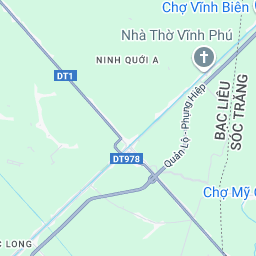 Chợ Vĩnh Biên
Nhà Thờ Vĩnh Phú
NINH QUỚI A
DT1
Quản Lộ - Phụng Hiệp
BẠC LIÊU
SÓC TRĂNG
DT978
Chợ Mỹ
LONG